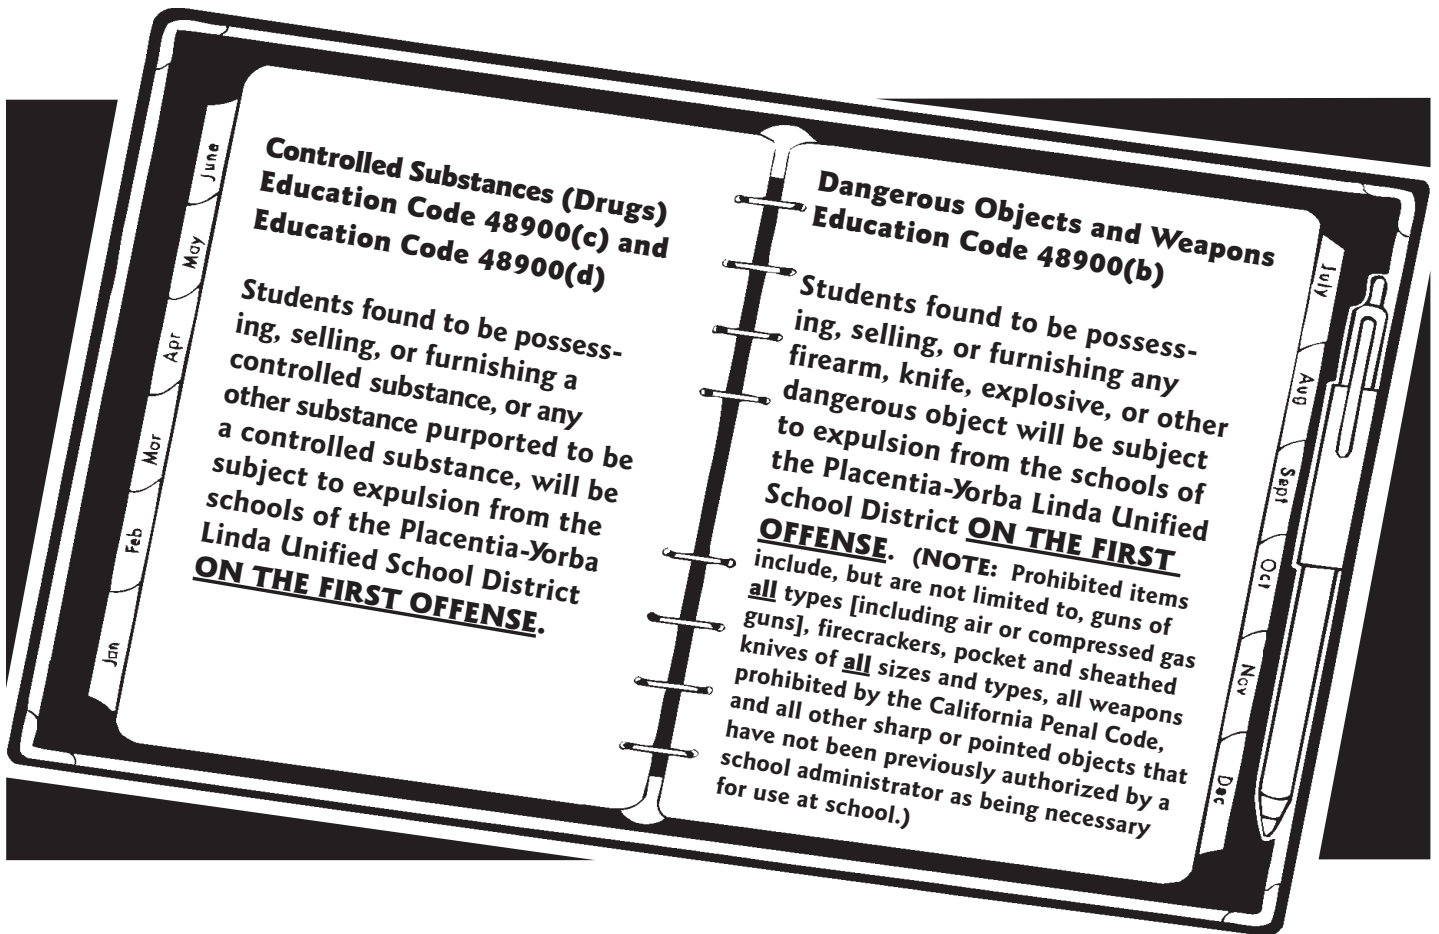 June
May
Apr
Mar
Feb
Jan
Controlled Substances (Drugs)
Education Code 48900(c) and
Education Code 48900(d)
Students found to be possess-
ing, selling, or furnishing a
controlled substance, or any
other substance purported to be
a controlled substance, will be
subject to expulsion from the
schools of the Placentia-Yorba
Linda Unified School District
ON THE FIRST OFFENSE.
Dangerous Objects and Weapons
Education Code 48900(b)
Students found to be possess-
ing, selling, or furnishing any
firearm, knife, explosive, or other
dangerous object will be subject
to expulsion from the schools of
the Placentia-Yorba Linda Unified
School District ON THE FIRST
OFFENSE. (NOTE: Prohibited items
include, but are not limited to, guns of
all types [including air or compressed gas
guns], firecrackers, pocket and sheathed
knives of all sizes and types, all weapons
prohibited by the California Penal Code,
and all other sharp or pointed objects that
have not been previously authorized by a
school administrator as being necessary
for use at school.)
July
Aug
Sept
Oct
Nov
Dec